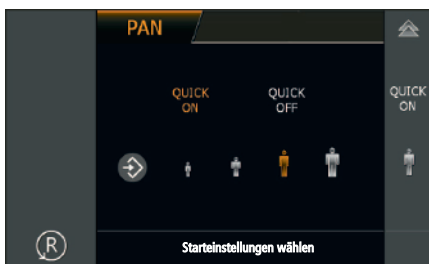 PAN
QUICK
ON
QUICK
OFF
QUICK
ON
R
Starteinstellungen wählen